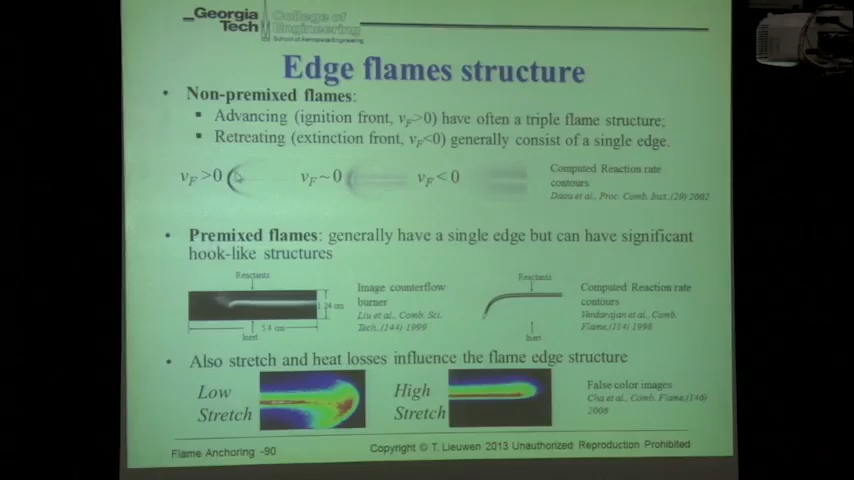 Georgia Tech
College of Engineering
School of Aerospace Engineering
Edge flames structure
• Non-premixed flames:
▪ Advancing (ignition front, vF>0) have often a triple flame structure;
▪ Retreating (extinction front, vF<0) generally consist of a single edge.
vF >0
vF ~ 0
vF < 0
Computed Reaction rate
contours
Daou et al., Proc. Comb. Inst.,(29) 2002
• Premixed flames: generally have a single edge but can have significant
hook-like structures
Reactants
1.24 cm
5.4 cm
Inert
Image counterflow
burner
Liu et al., Comb. Sci.
Tech.,(144) 1999
Reactants
Inert
Computed Reaction rate
contours
Vedarajan et al., Comb.
Flame,(114) 1998
• Also stretch and heat losses influence the flame edge structure
Low
Stretch
High
Stretch
False color images
Cha et al., Comb. Flame,(146)
2006
Flame Anchoring -90
Copyright © T. Lieuwen 2013 Unauthorized Reproduction Prohibited